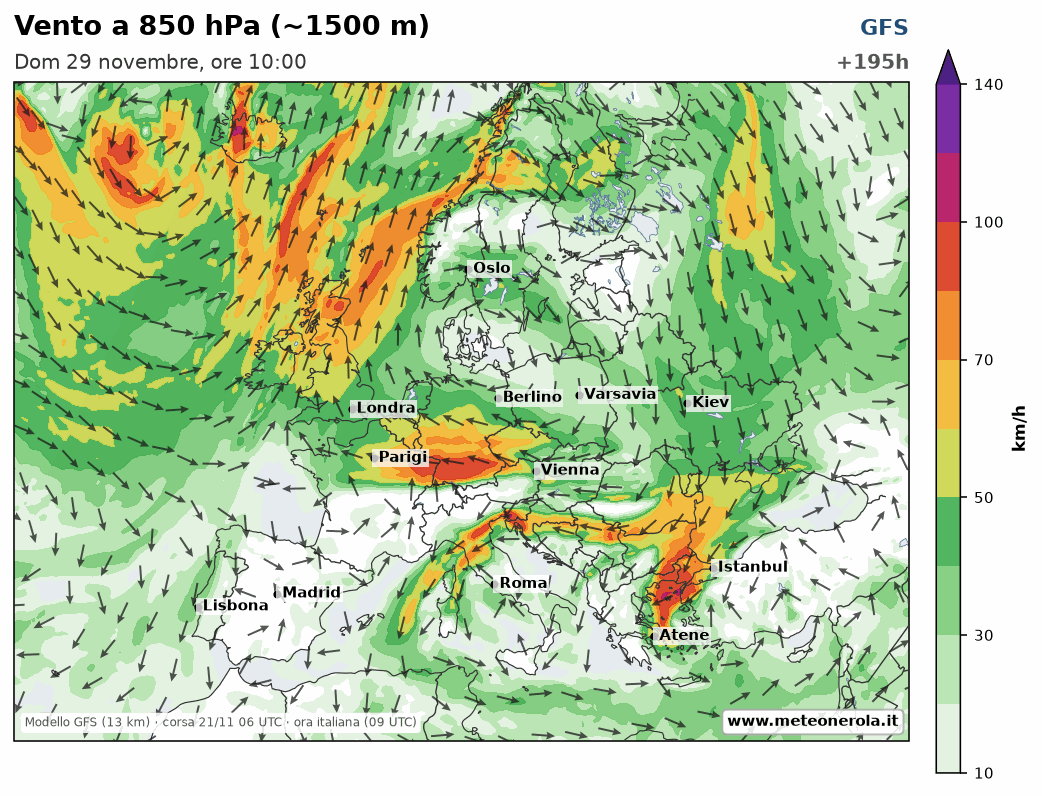 Vento a 850 hPa (~1500 m)
GFS
Dom 29 novembre, ore 10:00
+195h
140
100
70
50
30
10
km/h
Oslo
Berlino
Varsavia
Kiev
Londra
Parigi
Vienna
Istanbul
Roma
Madrid
Lisbona
Atene
Modello GFS (13 km) · corsa 21/11 06 UTC · ora italiana (09 UTC)
www.meteonerola.it